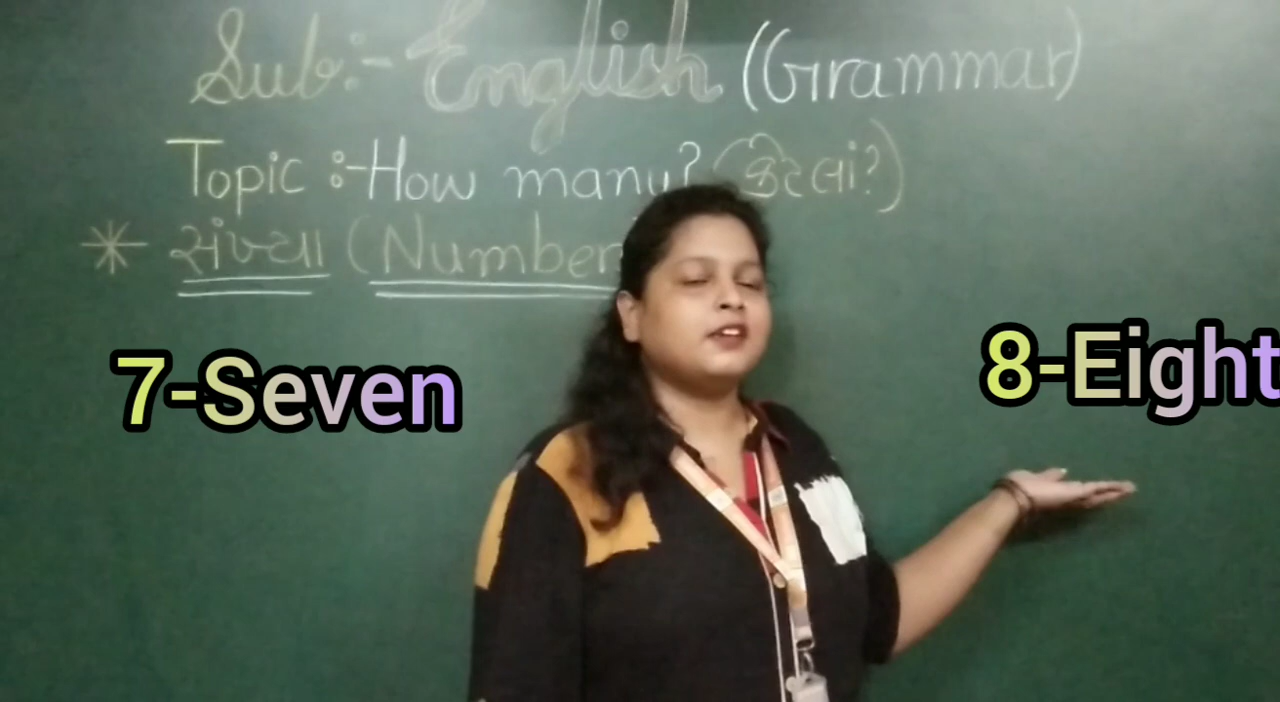 Sub:- English (Grammar)
Topic :- How many? (કેટલાં?)
* સંખ્યા (Number
7-Seven
8-Eight